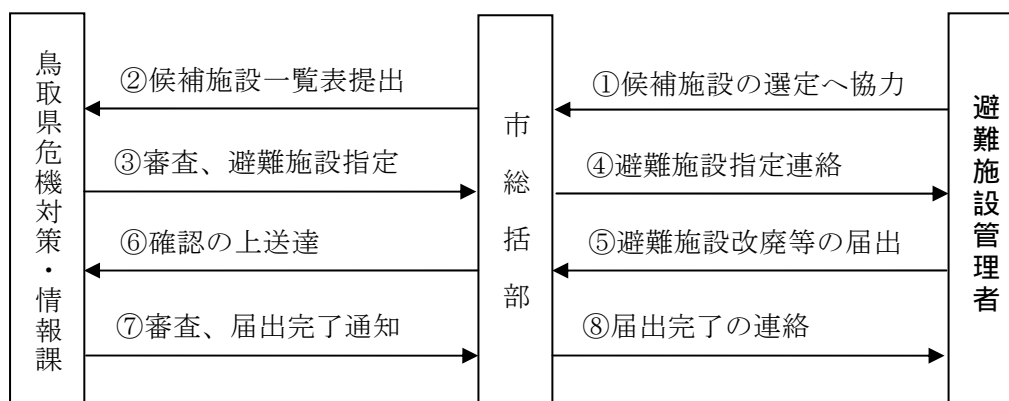 鳥取県危機対策・情報課
②候補施設一覧表提出
③審査、避難施設指定
⑥確認の上送達
⑦審査、届出完了通知
市総括部
①候補施設の選定へ協力
④避難施設指定連絡
⑤避難施設改廃等の届出
⑧届出完了の連絡
避難施設管理者